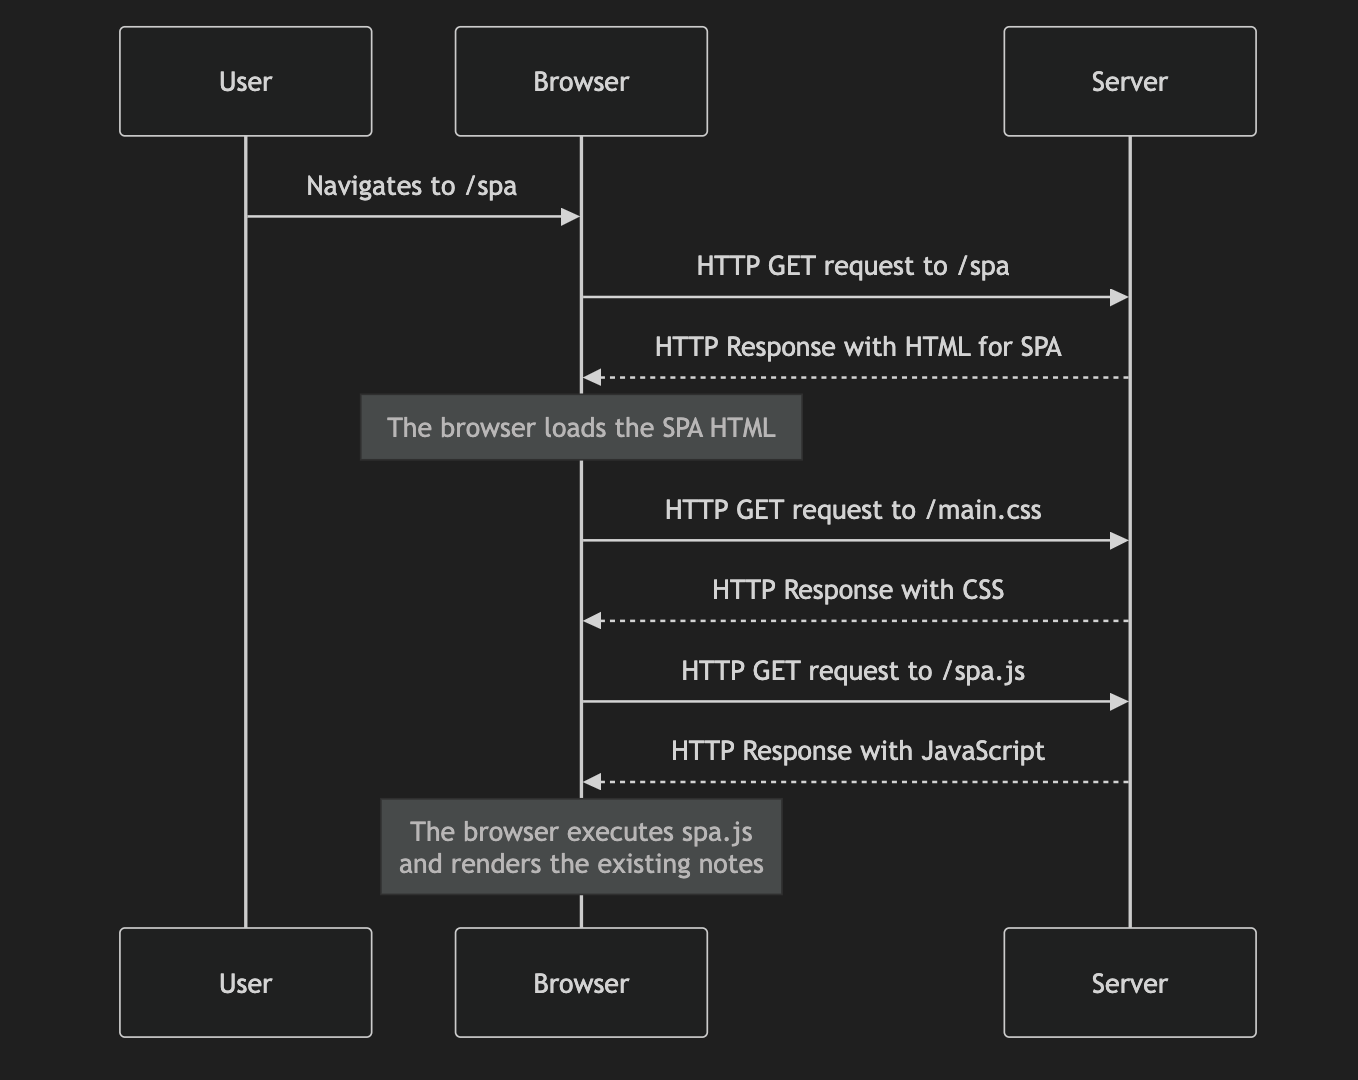 User
Browser
Server
Navigates to /spa
HTTP GET request to /spa
HTTP Response with HTML for SPA
The browser loads the SPA HTML
HTTP GET request to /main.css
HTTP Response with CSS
HTTP GET request to /spa.js
HTTP Response with JavaScript
The browser executes spa.js
and renders the existing notes
User
Browser
Server